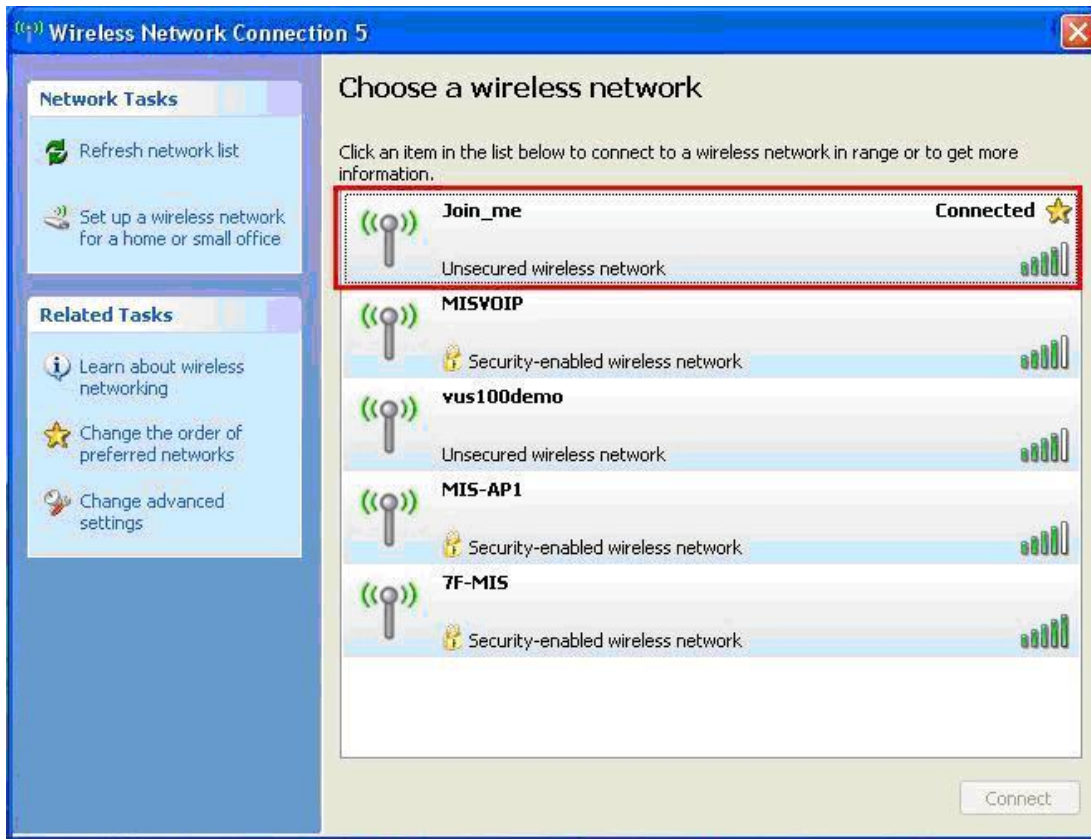 Wireless Network Connection 5
Network Tasks
Refresh network list
Set up a wireless network
for a home or small office
Related Tasks
Learn about wireless
networking
Change the order of
preferred networks
Change advanced
settings
Choose a wireless network
Click an item in the list below to connect to a wireless network in range or to get more
information.
Join_me Connected
Unsecured wireless network
MISVOIP
Security-enabled wireless network
vus100demo
Unsecured wireless network
MIS-AP1
Security-enabled wireless network
7F-MIS
Security-enabled wireless network
Connect